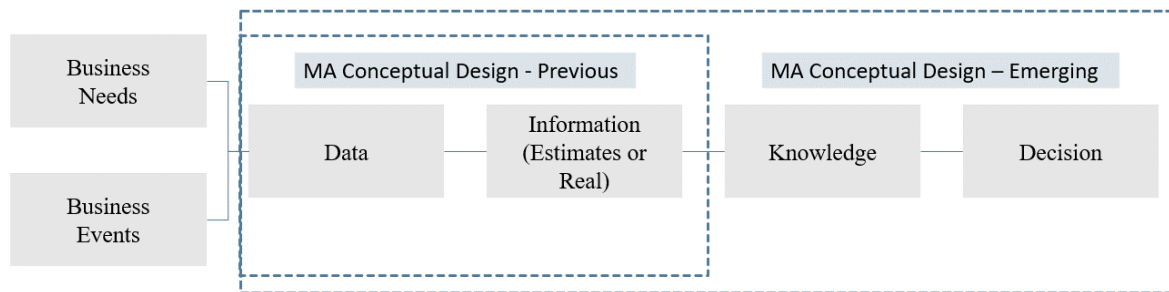 Business
Needs
Business
Events
MA Conceptual Design - Previous
Data
Information
(Estimates or
Real)
MA Conceptual Design – Emerging
Knowledge
Decision